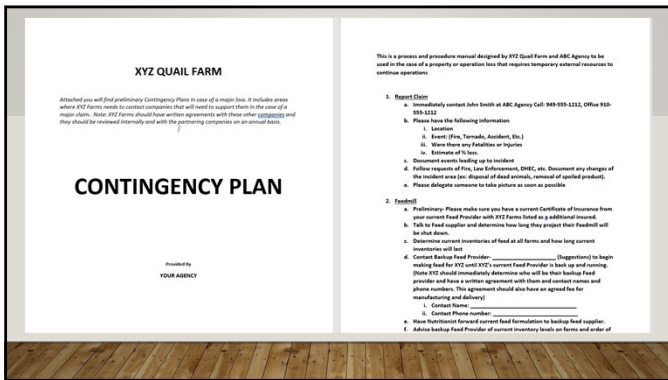 XYZ QUAIL FARM
Attached you will find preliminary Contingency Plans in case of a major loss. It includes areas
where XYZ Farms needs to contact companies that will need to support them in the case of a
major claim. Note: XYZ Farms should have written agreements with these other companies and
they should be reviewed internally and with the partnering companies on an annual basis.
CONTINGENCY PLAN
Provided By
YOUR AGENCY
This is a process and procedure manual designed by XYZ Quail Farm and ABC Agency to be
used in the case of a property or operation loss that requires temporary external resources to
continue operations
1. Report Claim
a. Immediately contact John Smith at ABC Agency Cell: 949-555-1212, Office 910-
555-1212
b. Please have the following information
i. Location
ii. Event: (Fire, Tornado, Accident, Etc.)
iii. Were there any Fatalities or Injuries
iv. Estimate of % loss.
c. Document events leading up to incident
d. Follow requests of Fire, Law Enforcement, DHEC, etc. Document any changes of
the incident area (ex: disposal of dead animals, removal of spoiled product).
e. Please delegate someone to take picture as soon as possible
2. Feedmill
a. Preliminary- Please make sure you have a current Certificate of Insurance from
your current Feed Provider with XYZ Farms listed as a additional insured.
b. Talk to Feed supplier and determine how long they project their Feedmill will
be shut down.
c. Determine current inventories of feed at all farms and how long current
inventories will last
d. Contact Backup Feed Provider- ____________________ (Suggestions) to begin
making feed for XYZ until XYZ's current Feed Provider is back up and running.
(Note XYZ should immediately determine who will be their backup Feed
provider and have a written agreement with them and contact names and
phone numbers. This agreement should also have an agreed fee for
manufacturing and delivery)
i. Contact Name: ____________________
ii. Contact Phone number: ____________________
e. Have Nutritionist forward current feed formulation to backup feed supplier.
f. Advise backup Feed Provider of current inventory levels on farms and order of